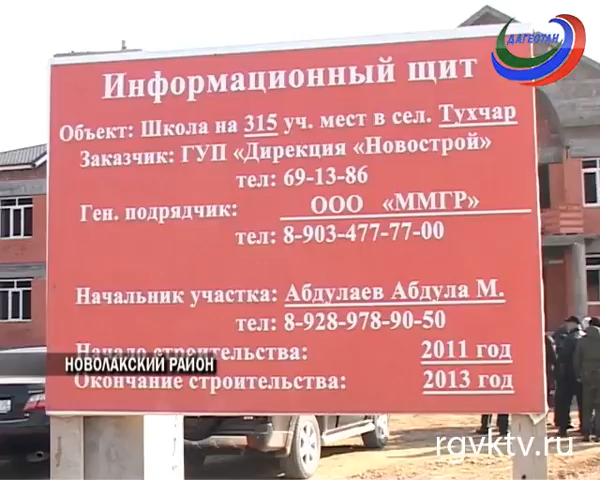 ДАГЕСТАН
Информационный щит
Объект: Школа на 315 уч. мест в сел. Тухчар
Заказчик: ГУП «Дирекция «Новострой»
тел: 69-13-86
Ген. подрядчик: ООО «ММГР»
тел: 8-903-477-77-00
Начальник участка: Абдулаев Абдула М.
тел: 8-928-978-90-50
Начало строительства: 2011 год
НОВОЛАКСКИЙ РАЙОН
Окончание строительства: 2013 год
rgvktv.ru